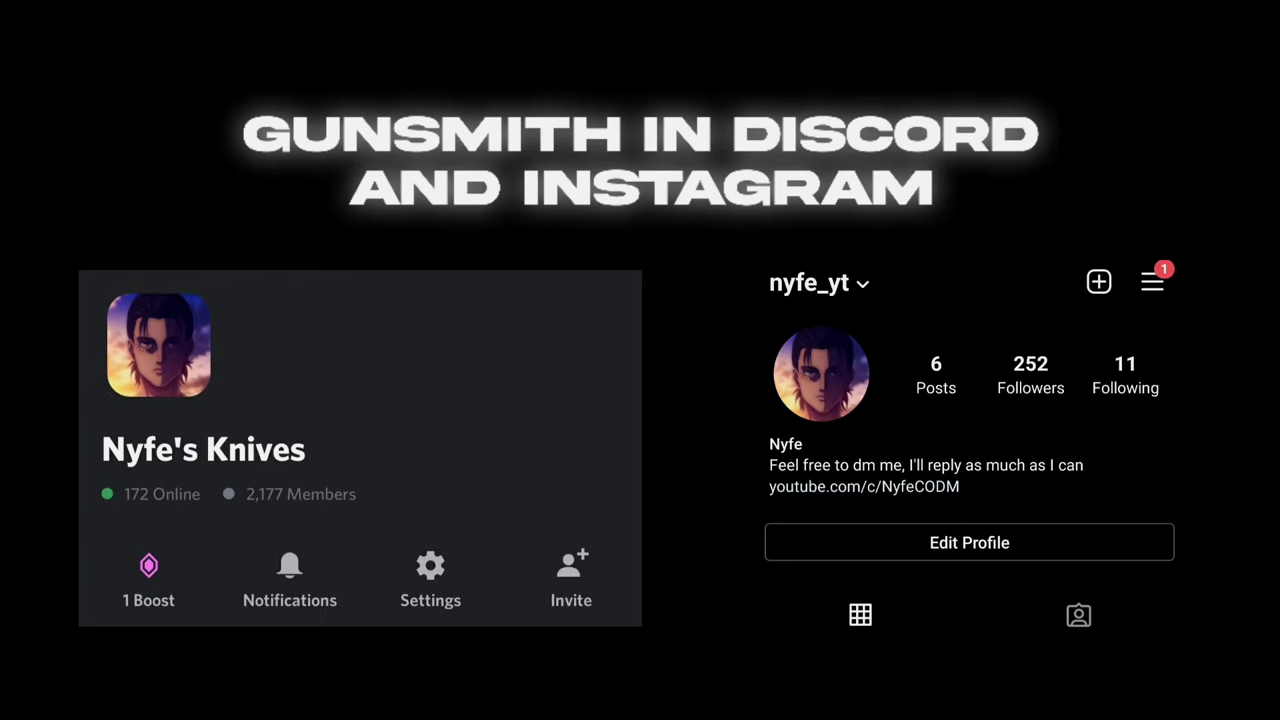 GUNSMITH IN DISCORD
AND INSTAGRAM
Nyfe's Knives
172 Online 2,177 Members
1 Boost Notifications Settings Invite
nyfe_yt 1
6 252 11
Posts Followers Following
Nyfe
Feel free to dm me, I'll reply as much as I can
youtube.com/c/NyfeCODM
Edit Profile